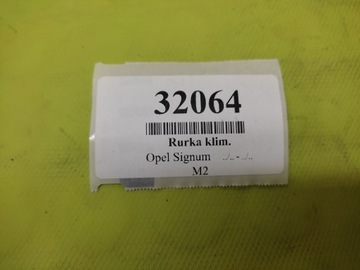 32064
Rurka klim.
Opel Signum ../.. - ../..
M2